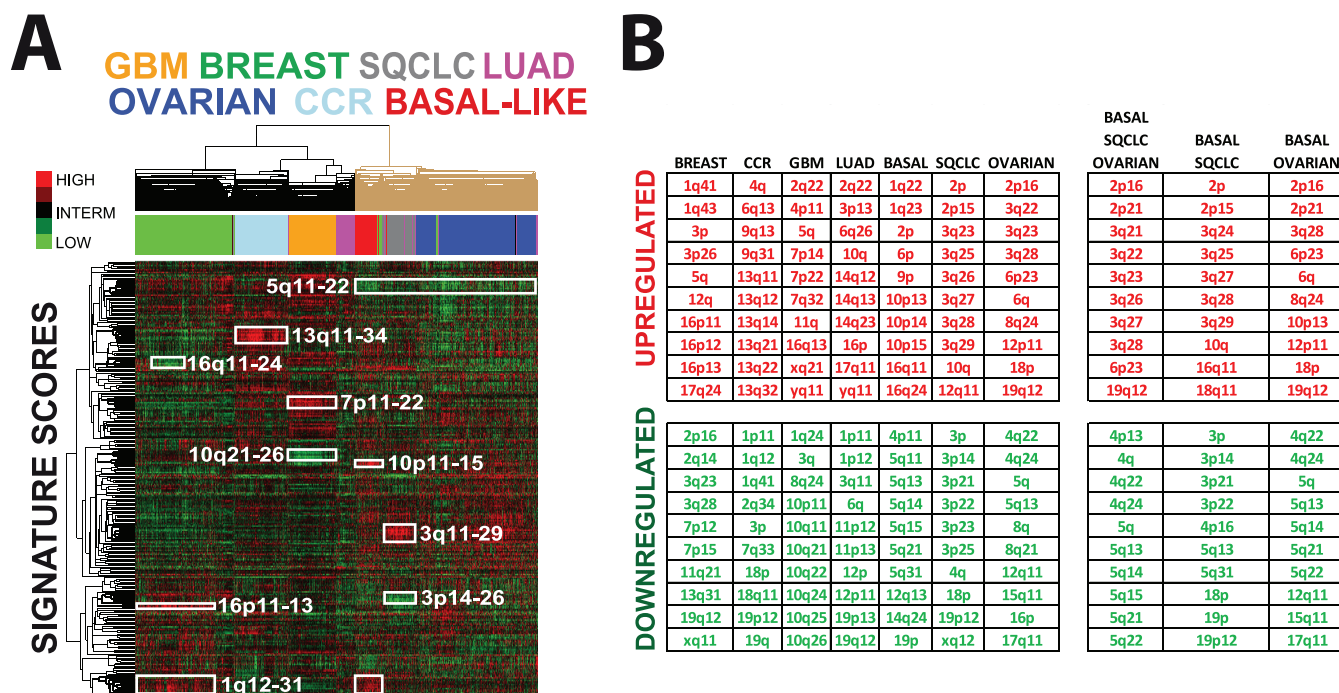 A
GBM BREAST SQCLC LUAD
OVARIAN CCR BASAL-LIKE
HIGH
INTERM
LOW
SIGNATURE SCORES
5q11-22
13q11-34
16q11-24
7p11-22
10q21-26
10p11-15
3q11-29
3p14-26
16p11-13
1q12-31
B
BASAL
SQCLC
OVARIAN
BASAL
SQCLC
BASAL
OVARIAN
BREAST CCR GBM LUAD BASAL SQCLC OVARIAN
UPREGULATED
1q41 4q 2q22 2q22 1q22 2p 2p16 2p16 2p 2p16
1q43 6q13 4p11 3p13 1q23 2p15 3q22 2p21 2p15 2p21
3p 9q13 5q 6q26 2p 3q23 3q23 3q21 3q24 3q28
3p26 9q31 7p14 10q 6p 3q25 3q28 3q22 3q25 6p23
5q 13q11 7p22 14q12 9p 3q26 6p23 3q23 3q27 6q
12q 13q12 7q32 14q13 10p13 3q27 6q 3q26 3q28 8q24
16p11 13q14 11q 14q23 10p14 3q28 8q24 3q27 3q29 10p13
16p12 13q21 16q13 16p 10p15 3q29 12p11 3q28 10q 12p11
16p13 13q22 xq21 17q11 16q11 10q 18p 6p23 16q11 18p
17q24 13q32 yq11 yq11 16q24 12q11 19q12 19q12 18q11 19q12
DOWNREGULATED
2p16 1p11 1q24 1p11 4p11 3p 4q22 4p13 3p 4q22
2q14 1q12 3q 1p12 5q11 3p14 4q24 4q 3p14 4q24
3q23 1q41 8q24 3q11 5q13 3p21 5q 4q22 3p21 5q
3q28 2q34 10p11 6q 5q14 3p22 5q13 4q24 3p22 5q13
7p12 3p 10q11 11p12 5q15 3p23 8q 5q 4p16 5q14
7p15 7q33 10q21 11p13 5q21 3p25 8q21 5q13 5q13 5q21
11q21 18p 10q22 12p 5q31 4q 12q11 5q14 5q31 5q22
13q31 18q11 10q24 12p11 12q13 18p 15q11 5q15 18p 12q11
19q12 19p12 10q25 19p13 14q24 19p12 16p 5q21 19p 15q11
xq11 19q 10q26 19q12 19p xq12 17q11 5q22 19p12 17q11